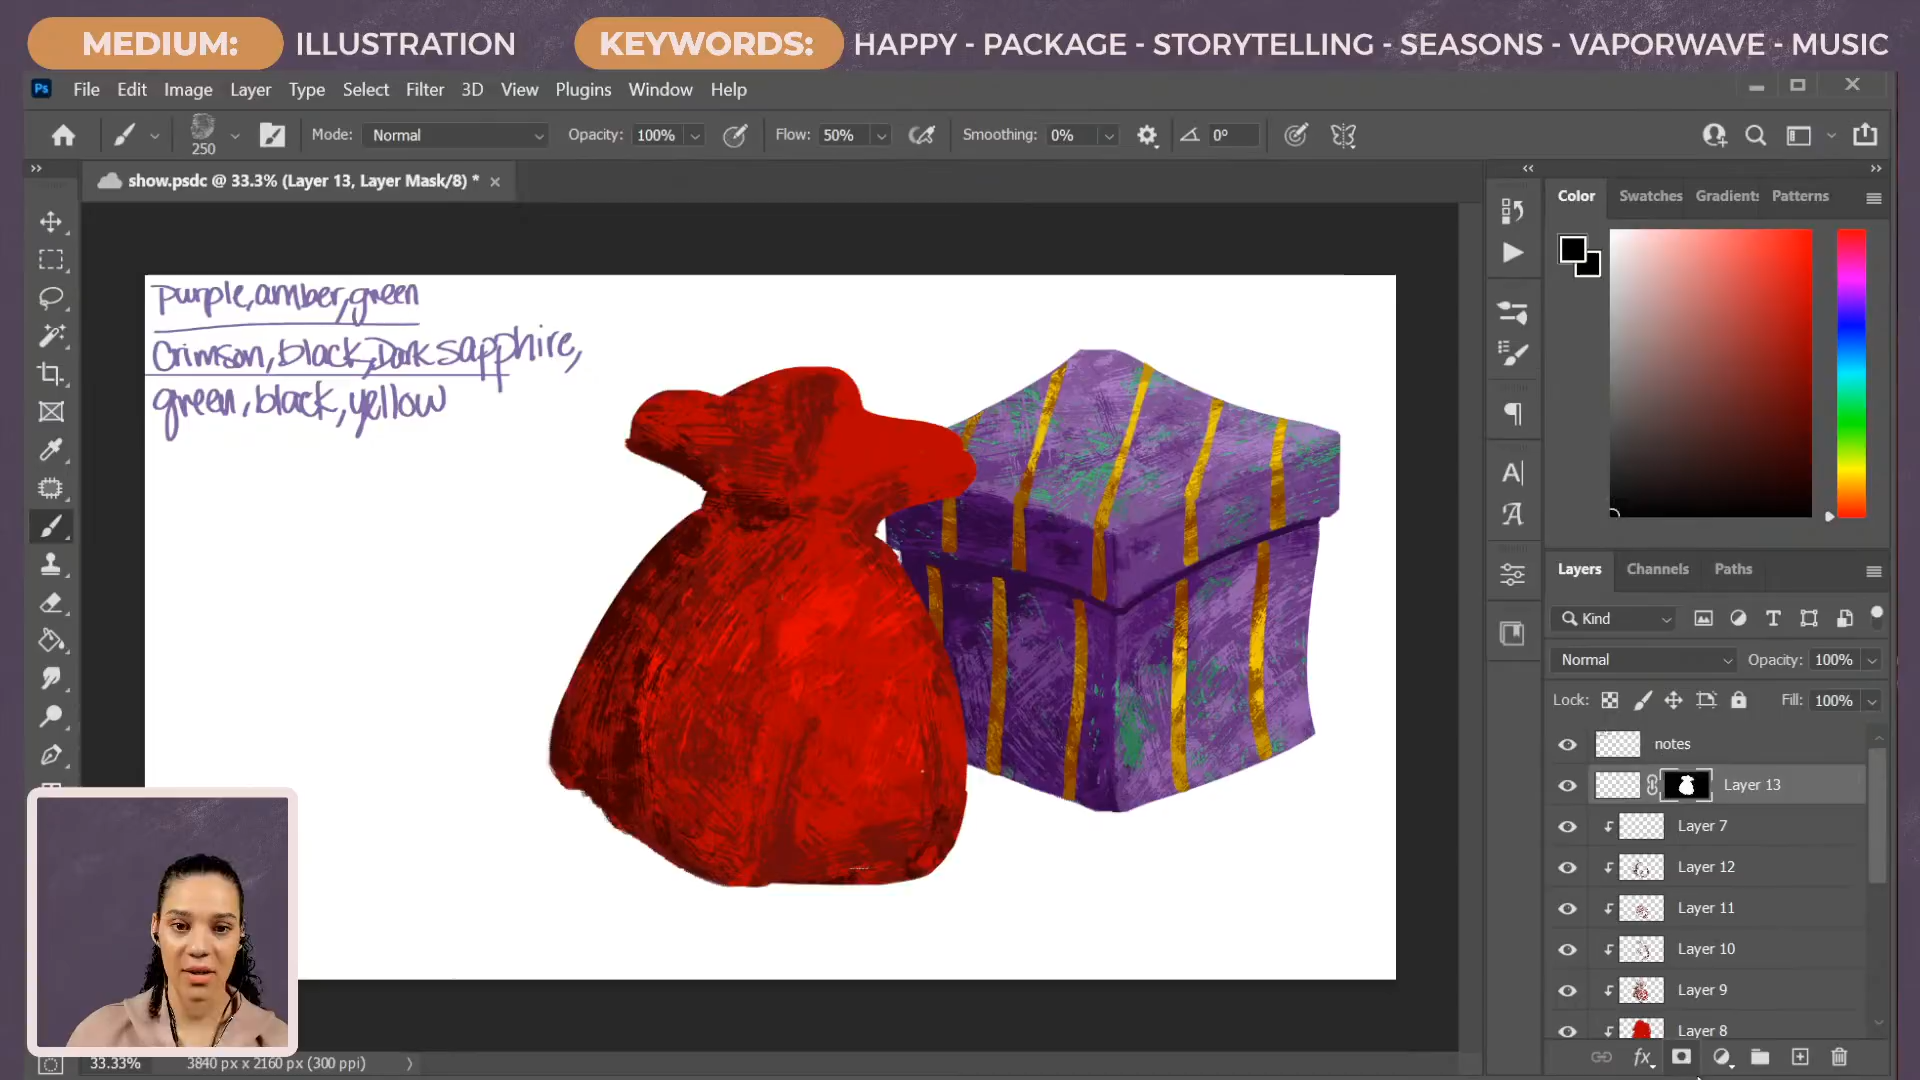 MEDIUM: ILLUSTRATION KEYWORDS: HAPPY - PACKAGE - STORYTELLING - SEASONS - VAPORWAVE - MUSIC
Ps File Edit Image Layer Type Select Filter 3D View Plugins Window Help
250 Mode: Normal Opacity: 100% Flow: 50% Smoothing: 0% 0°
show.psdc @ 33.3% (Layer 13, Layer Mask/8) *
Color Swatches Gradients Patterns
purple, amber, green
Crimson, black, Dark sapphire,
green, black, yellow
Layers Channels Paths
Kind
Normal Opacity: 100%
Lock: Fill: 100%
notes
Layer 13
Layer 7
Layer 12
Layer 11
Layer 10
Layer 9
Layer 8
fx
33.33% 3840 px x 2160 px (300 ppi)